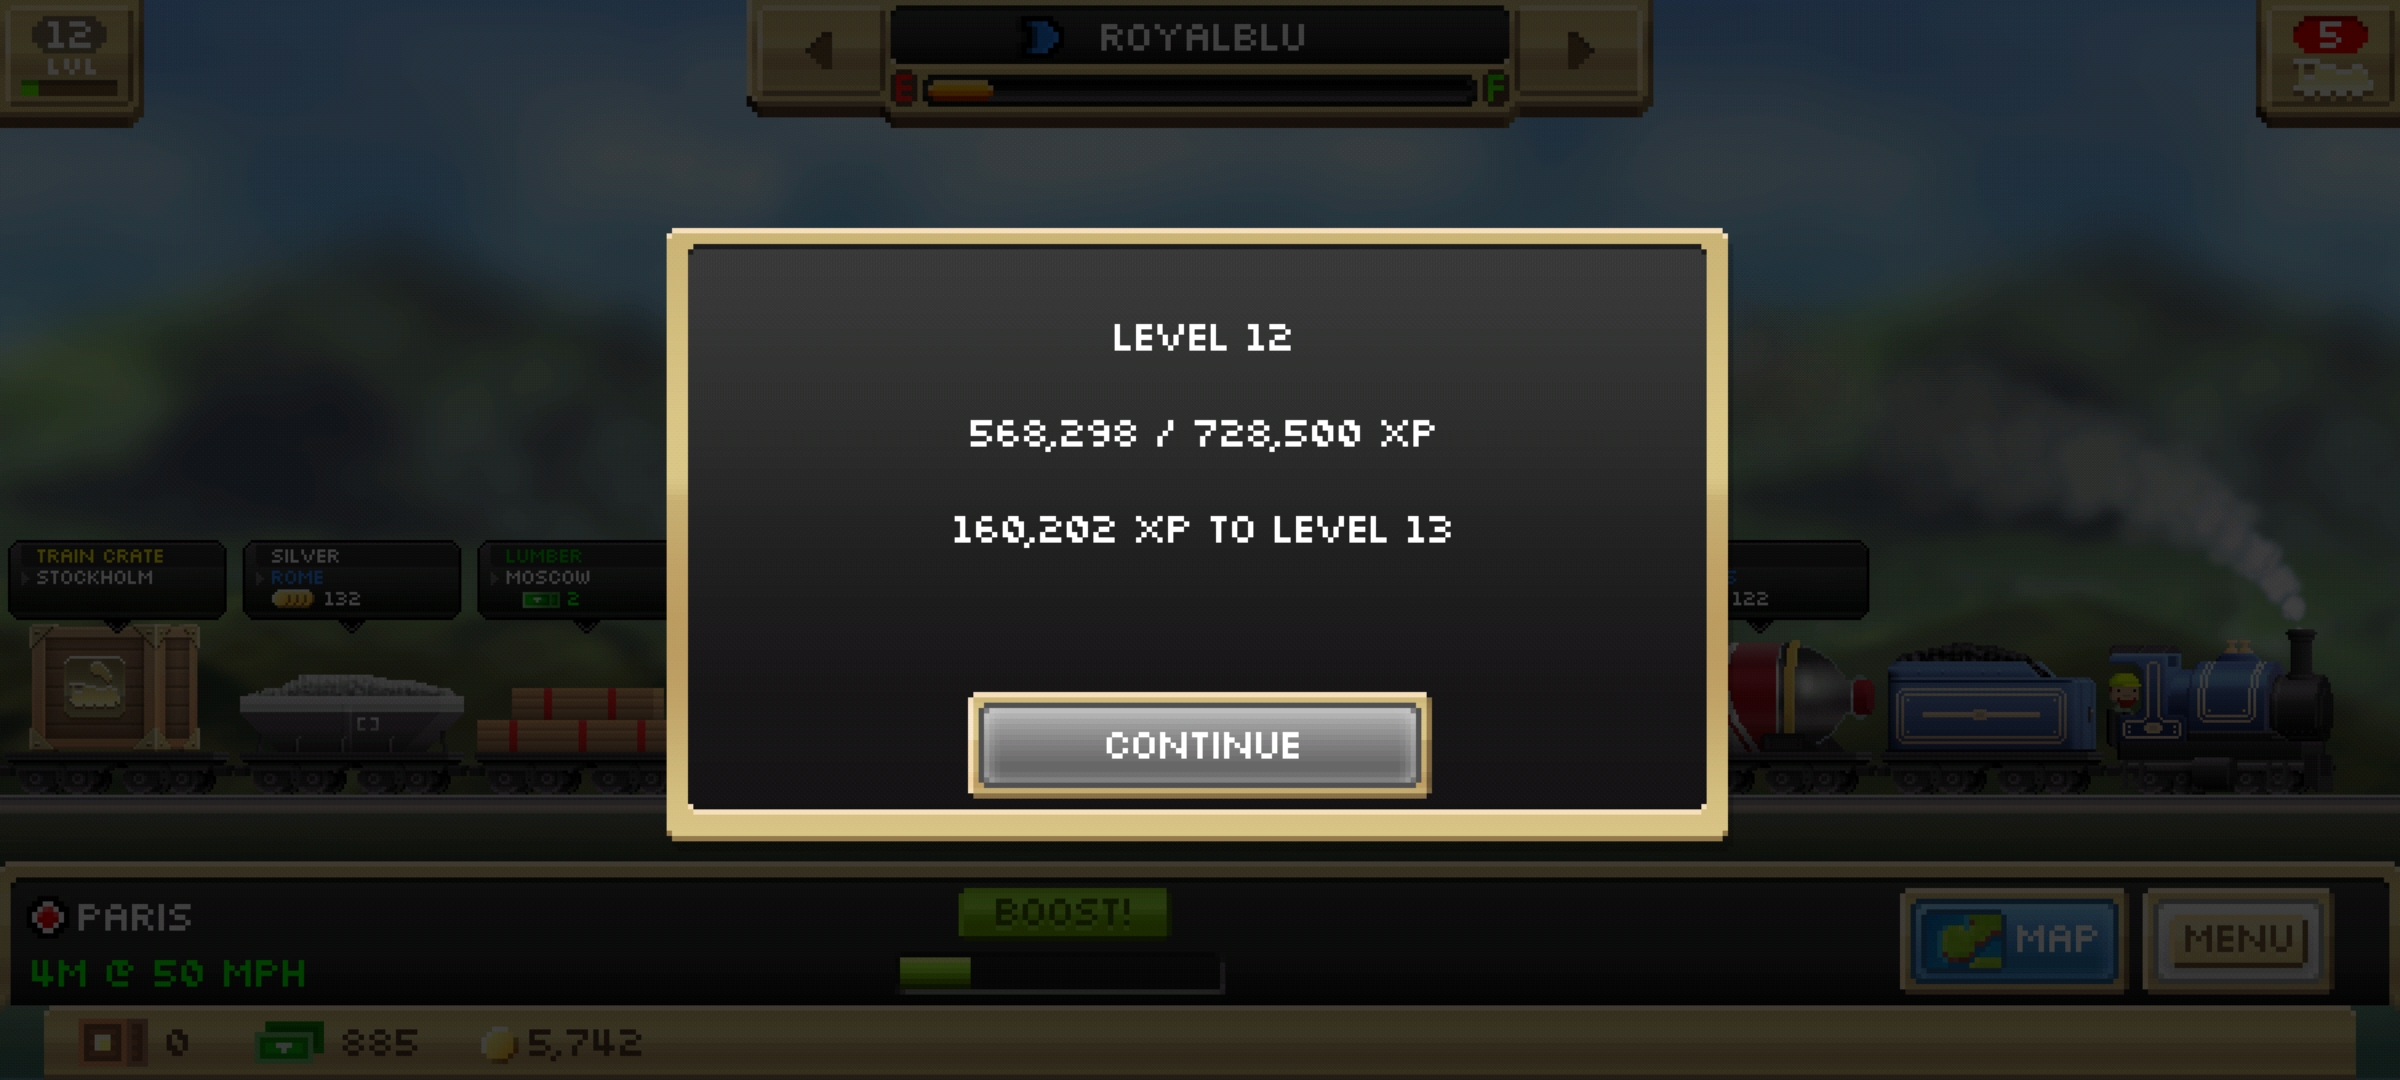 12
LVL
ROYALBLU
E F
5
LEVEL 12
568,298 / 728,500 XP
160,202 XP TO LEVEL 13
CONTINUE
TRAIN CRATE
STOCKHOLM
SILVER
ROME
132
LUMBER
MOSCOW
2
122
PARIS
4M @ 50 MPH
BOOST!
MAP
MENU
0 885 5,742